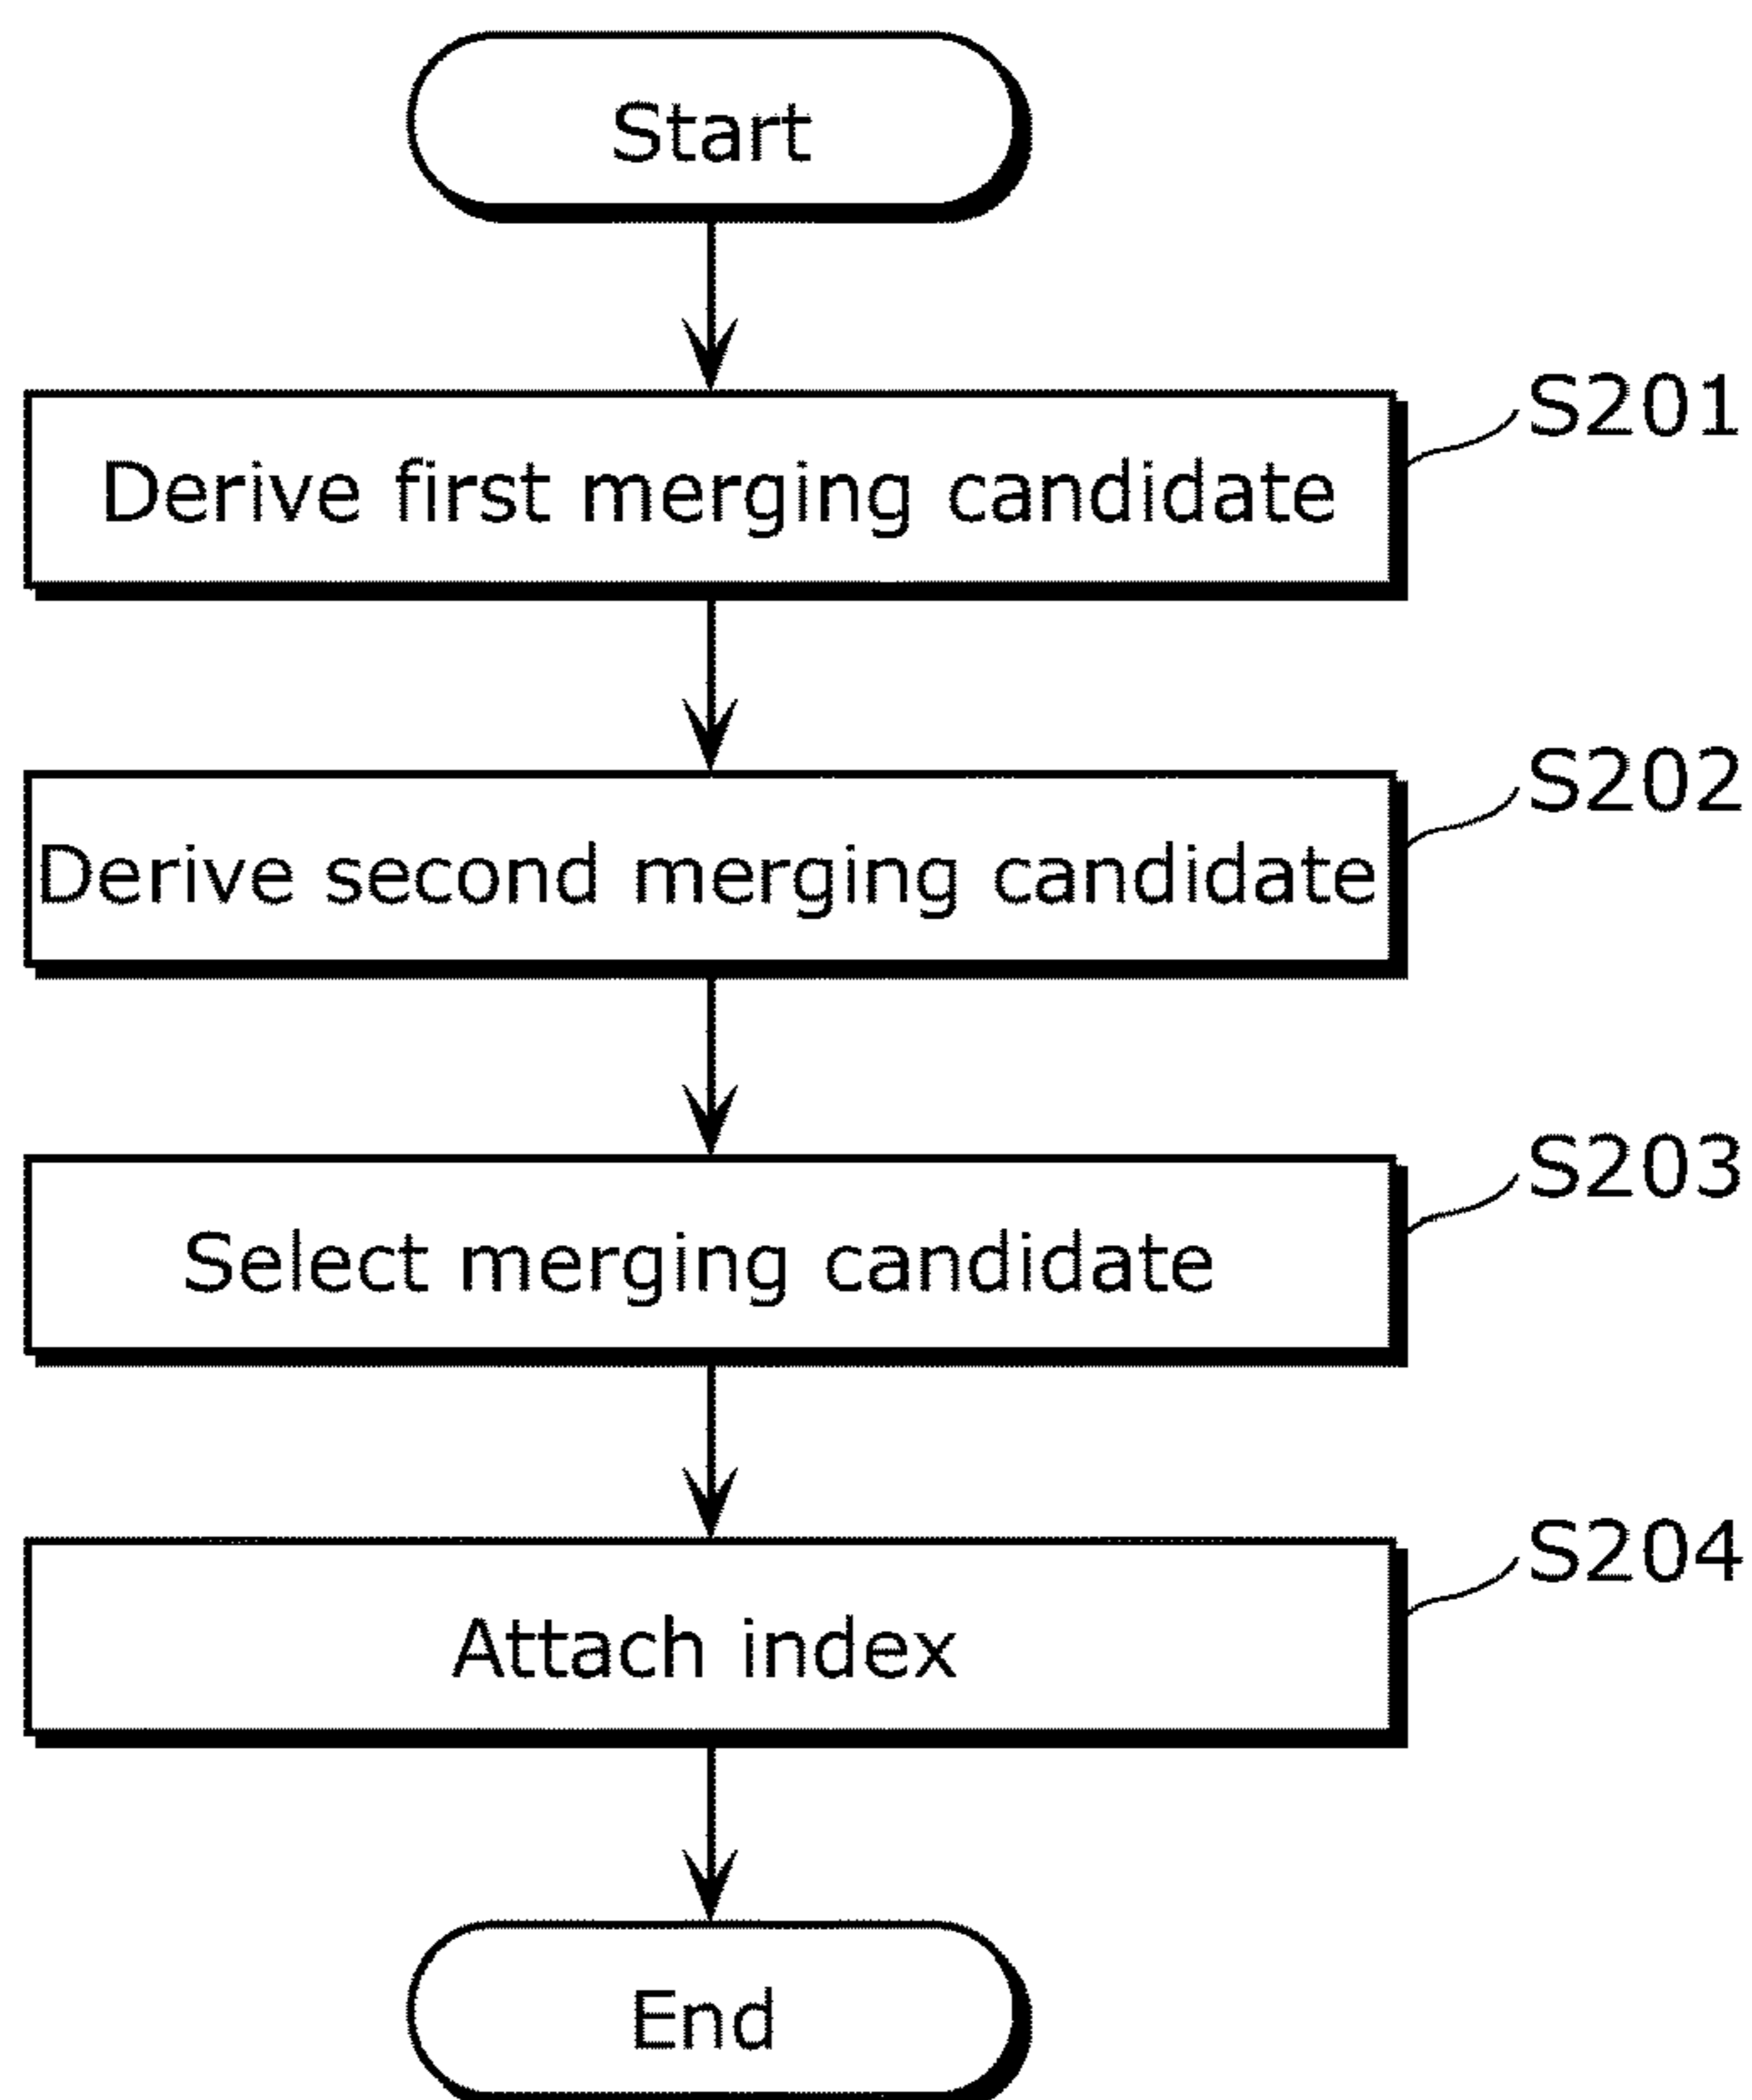 Start
S201
Derive first merging candidate
S202
Derive second merging candidate
S203
Select merging candidate
S204
Attach index
End